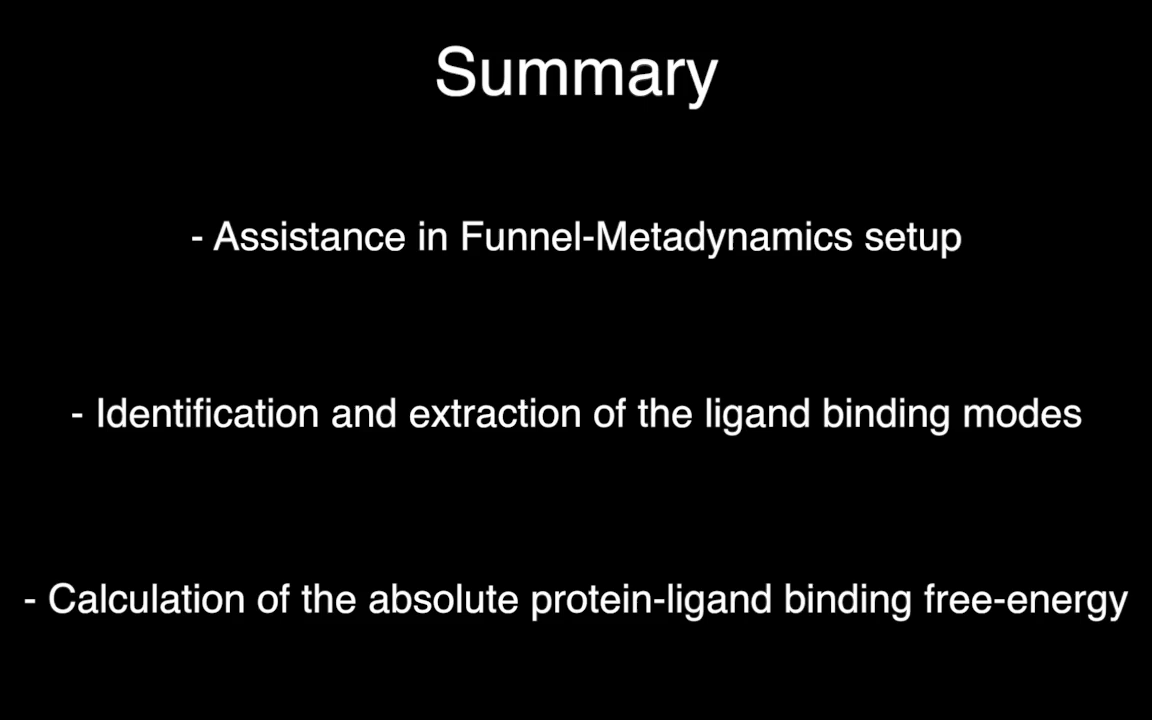 Summary
- Assistance in Funnel-Metadynamics setup
- Identification and extraction of the ligand binding modes
- Calculation of the absolute protein-ligand binding free-energy